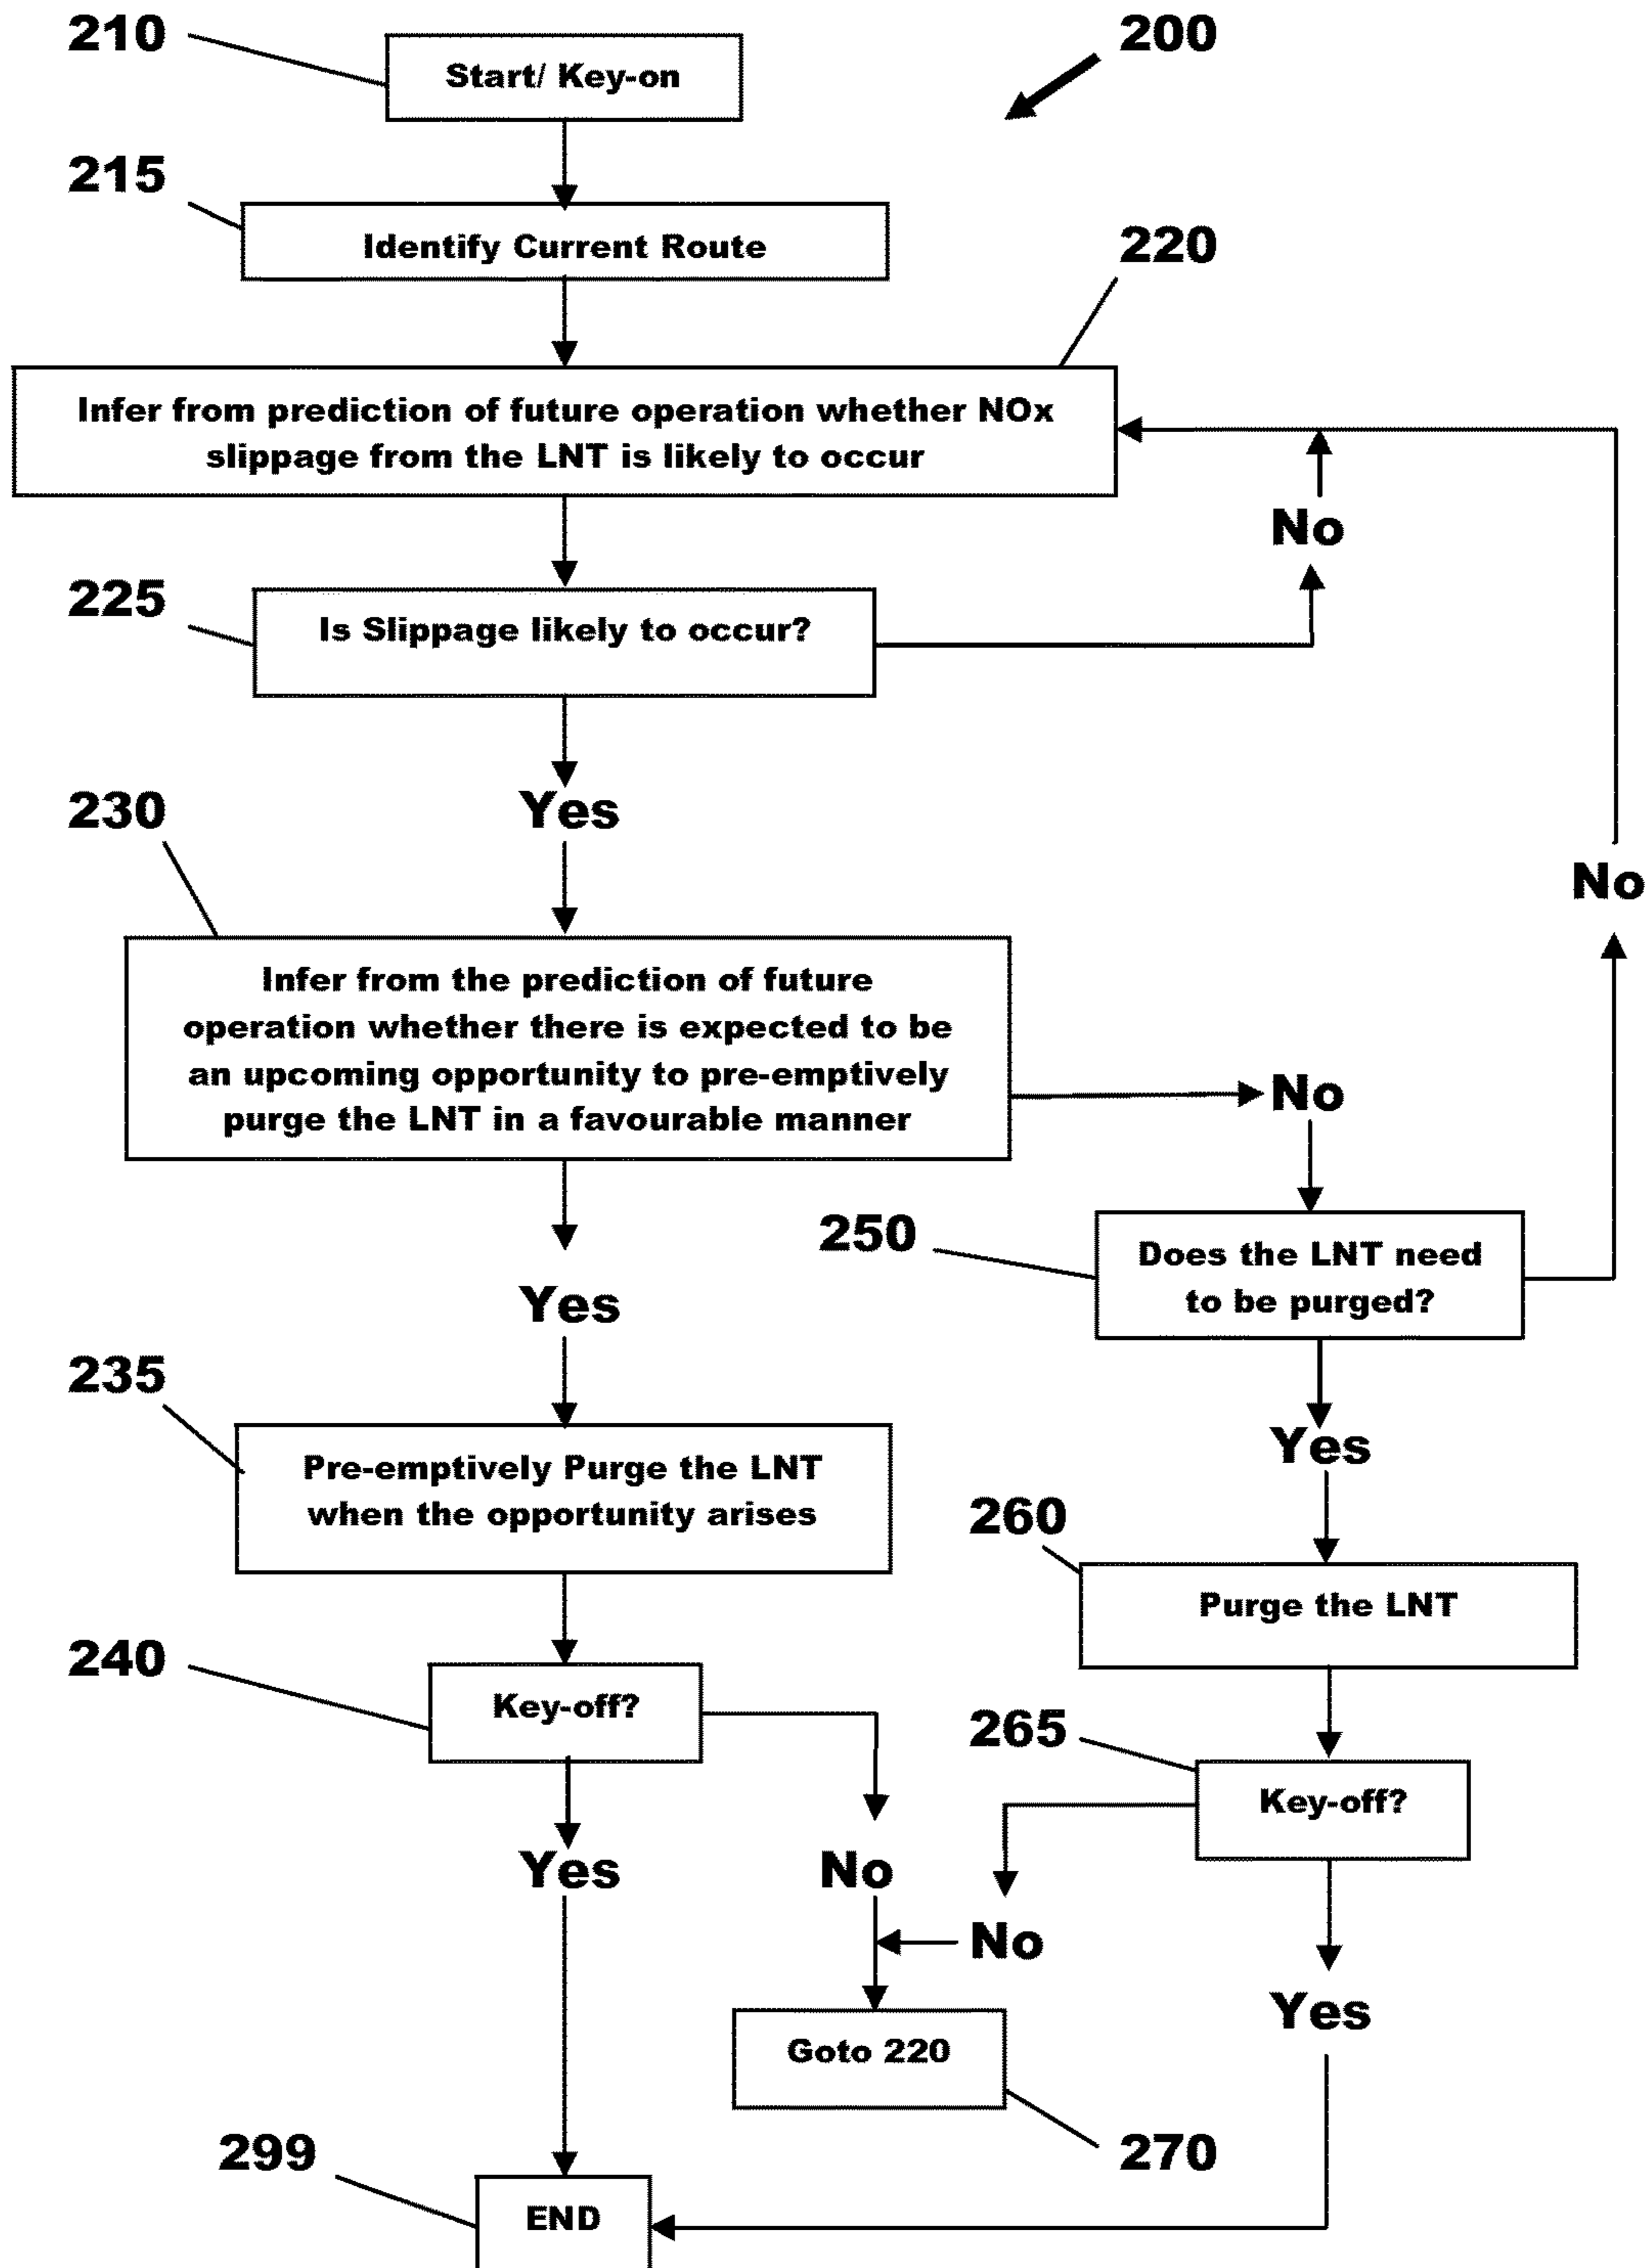 210
200
Start/ Key-on
215
Identify Current Route
220
Infer from prediction of future operation whether NOx
slippage from the LNT is likely to occur
No
225
Is Slippage likely to occur?
Yes
230
No
Infer from the prediction of future
operation whether there is expected to be
an upcoming opportunity to pre-emptively
purge the LNT in a favourable manner
No
Yes
250
Does the LNT need
to be purged?
235
Pre-emptively Purge the LNT
when the opportunity arises
Yes
260
Purge the LNT
240
Key-off?
265
Key-off?
Yes
No
No
Yes
Goto 220
270
299
END